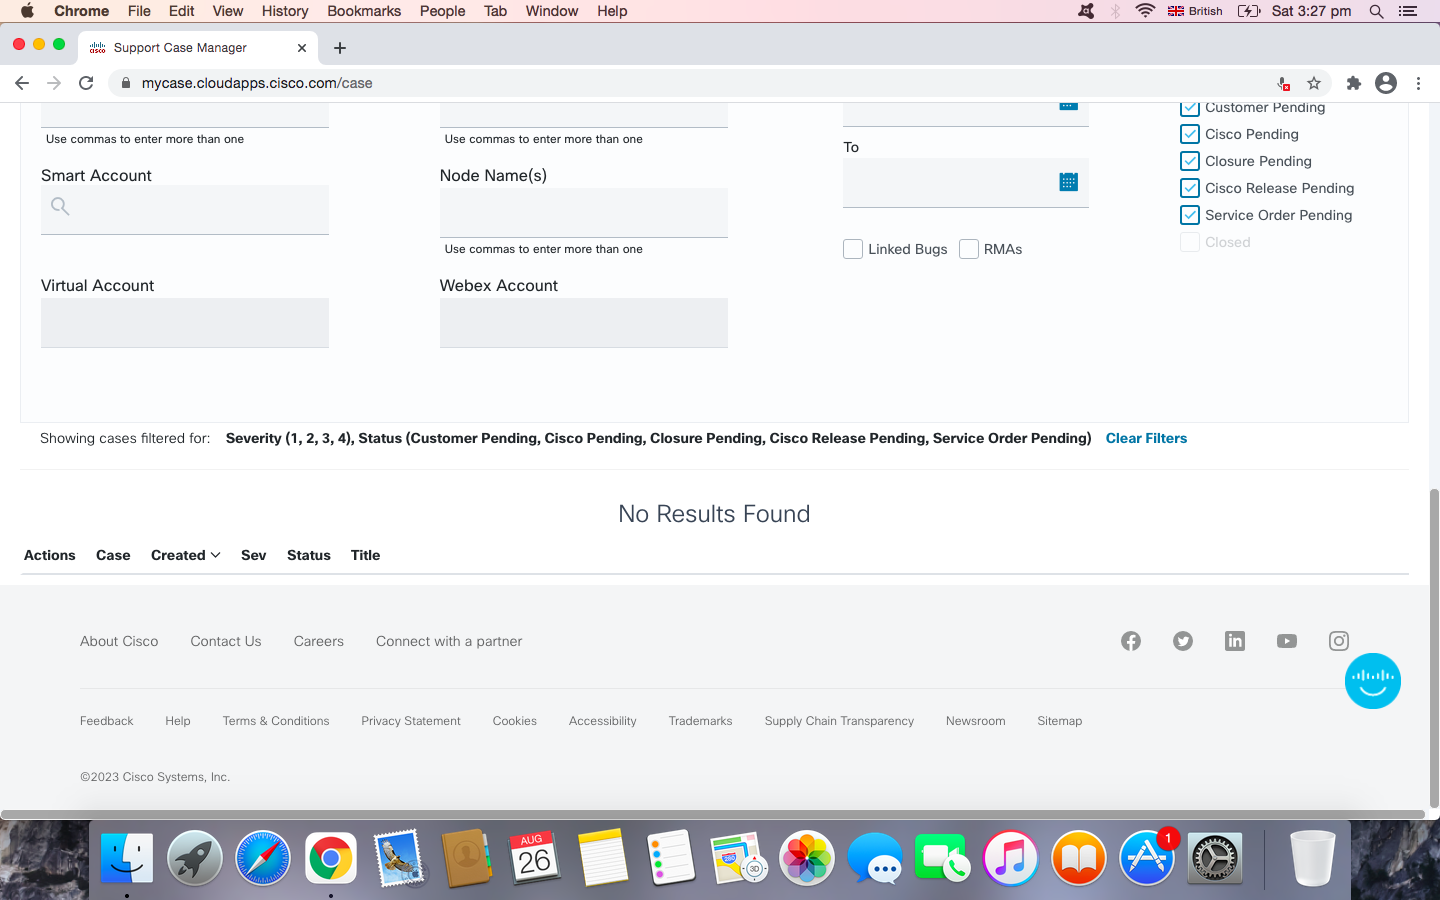 Chrome File Edit View History Bookmarks People Tab Window Help British Sat 3:27 pm
cisco Support Case Manager
mycase.cloudapps.cisco.com/case
Customer Pending
Use commas to enter more than one Use commas to enter more than one Cisco Pending
To
Closure Pending
Smart Account Node Name(s)
Cisco Release Pending
Service Order Pending
Closed
Use commas to enter more than one Linked Bugs RMAs
Virtual Account Webex Account
Showing cases filtered for: Severity (1, 2, 3, 4), Status (Customer Pending, Cisco Pending, Closure Pending, Cisco Release Pending, Service Order Pending) Clear Filters
No Results Found
Actions Case Created Sev Status Title
About Cisco Contact Us Careers Connect with a partner
Feedback Help Terms & Conditions Privacy Statement Cookies Accessibility Trademarks Supply Chain Transparency Newsroom Sitemap
©2023 Cisco Systems, Inc.
AUG
26
280
3D
1